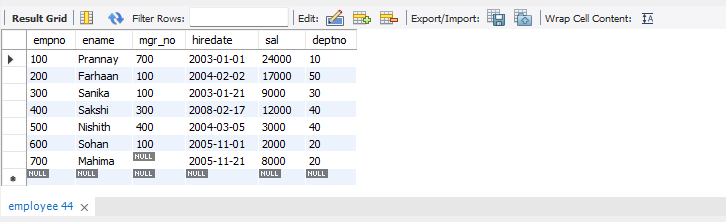 Result Grid Filter Rows: Edit: Export/Import: Wrap Cell Content: IA
empno ename mgr_no hiredate sal deptno
100 Prannay 700 2003-01-01 24000 10
200 Farhaan 100 2004-02-02 17000 50
300 Sanika 100 2003-01-21 9000 30
400 Sakshi 300 2008-02-17 12000 40
500 Nishith 400 2004-03-05 3000 40
600 Sohan 100 2005-11-01 2000 20
700 Mahima NULL 2005-11-21 8000 20
NULL NULL NULL NULL NULL NULL
employee 44